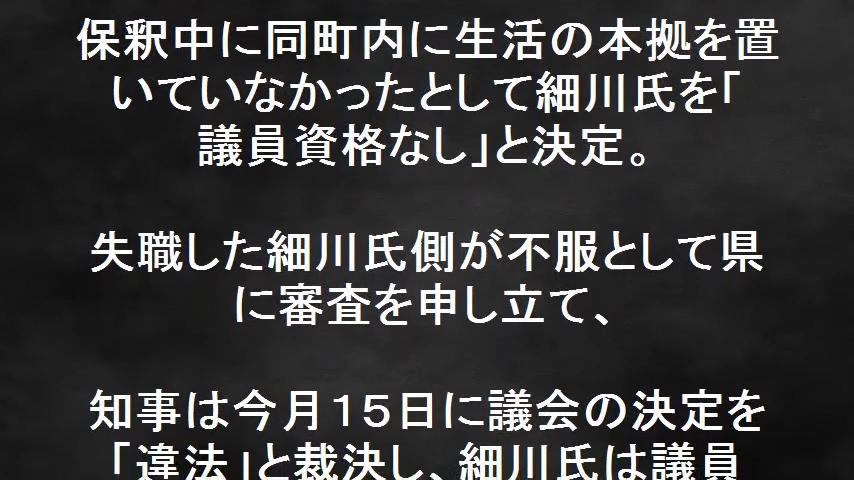 保釈中に同町内に生活の本拠を置
いていなかったとして細川氏を「
議員資格なし」と決定。
失職した細川氏側が不服として県
に審査を申し立て、
知事は今月１５日に議会の決定を
「違法」と裁決し、細川氏は議員